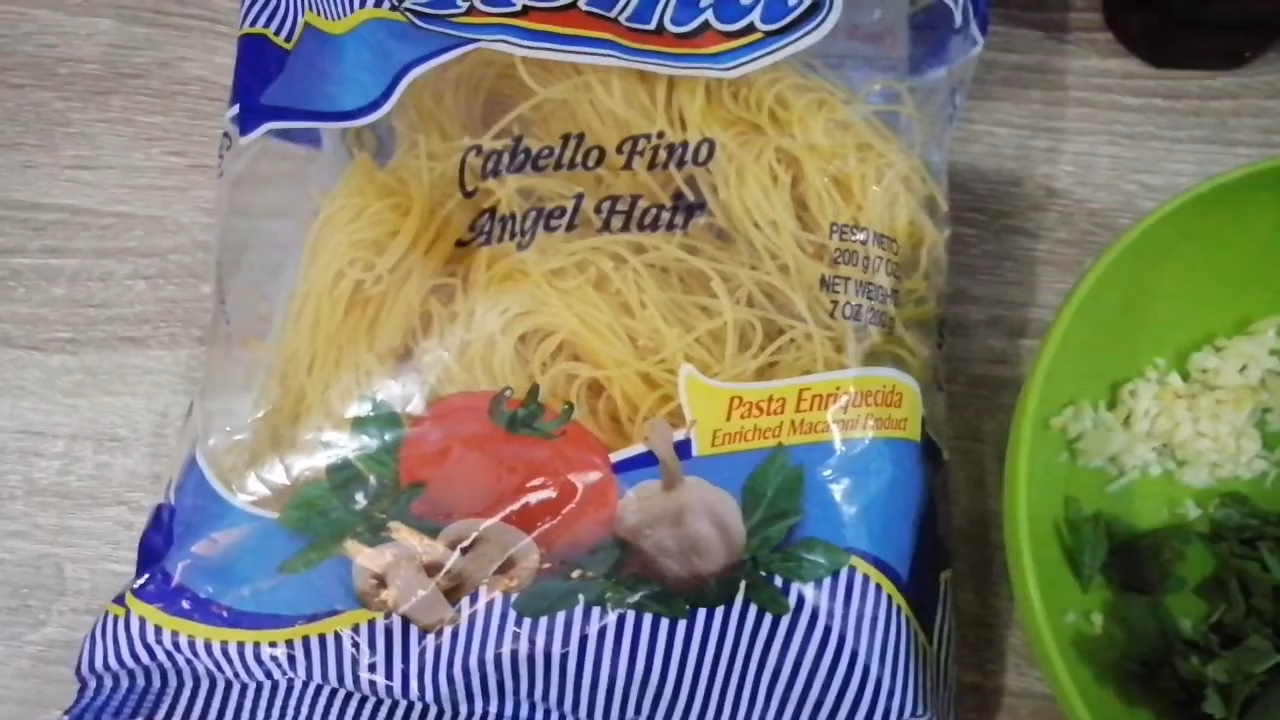 Cabello Fino
Angel Hair
PESO NETO:
200 g (7 OZ
NET WEIGHT
7 OZ (200 g
Pasta Enriquecida
Enriched Macaroni Product